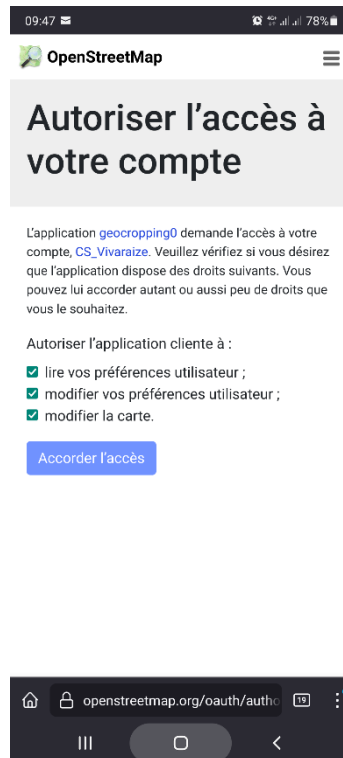 09:47 78%
OpenStreetMap
Autoriser l’accès à
votre compte
L'application geocropping0 demande l'accès à votre
compte, CS_Vivaraize. Veuillez vérifiez si vous désirez
que l'application dispose des droits suivants. Vous
pouvez lui accorder autant ou aussi peu de droits que
vous le souhaitez.
Autoriser l’application cliente à :
lire vos préférences utilisateur ;
modifier vos préférences utilisateur ;
modifier la carte.
Accorder l’accès
openstreetmap.org/oauth/autho 19